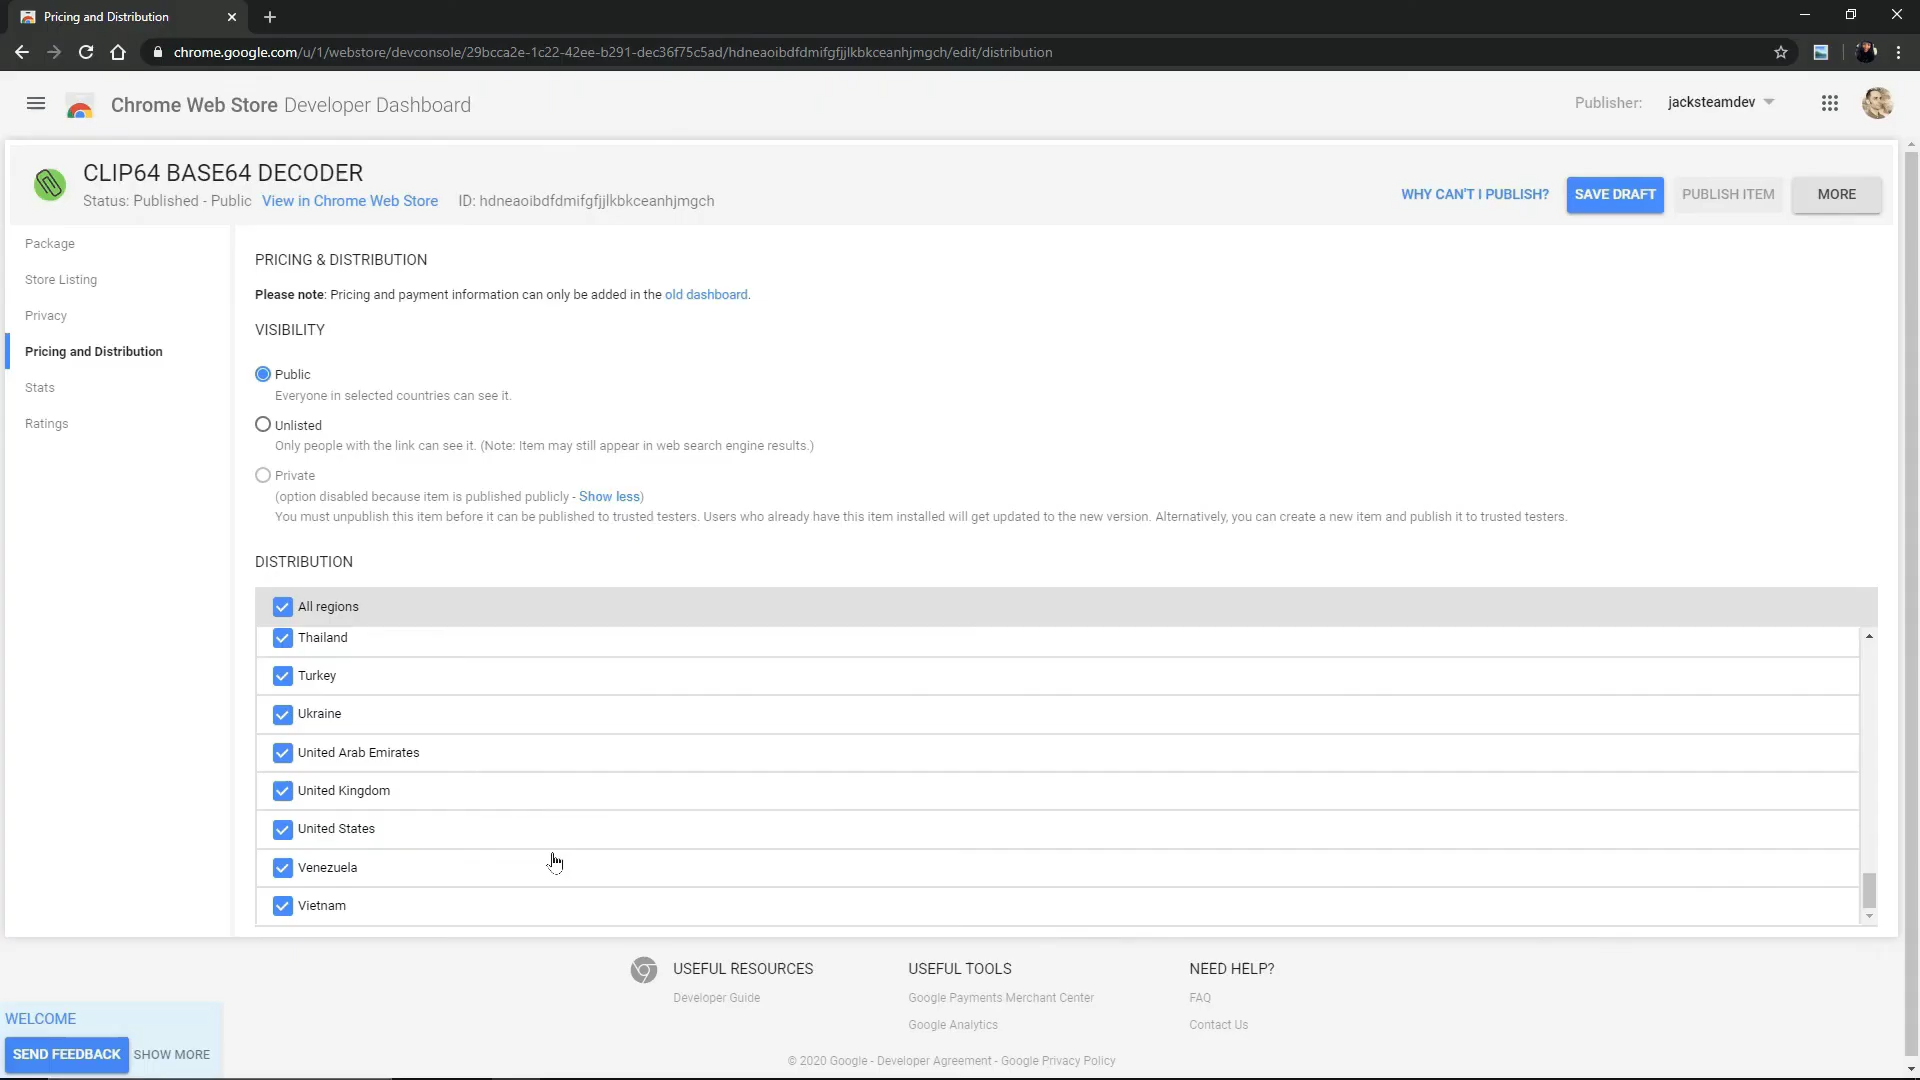 Pricing and Distribution
chrome.google.com/u/1/webstore/devconsole/29bcca2e-1c22-42ee-b291-dec36f75c5ad/hdneaoibdfdmifgfjjlkbkceanhjmgch/edit/distribution
Chrome Web Store Developer Dashboard
Publisher: jacksteamdev
CLIP64 BASE64 DECODER
Status: Published - Public View in Chrome Web Store ID: hdneaoibdfdmifgfjjlkbkceanhjmgch
WHY CAN'T I PUBLISH? SAVE DRAFT PUBLISH ITEM MORE
Package
Store Listing
Privacy
Pricing and Distribution
Stats
Ratings
PRICING & DISTRIBUTION
Please note: Pricing and payment information can only be added in the old dashboard.
VISIBILITY
Public
Everyone in selected countries can see it.
Unlisted
Only people with the link can see it. (Note: Item may still appear in web search engine results.)
Private
(option disabled because item is published publicly - Show less)
You must unpublish this item before it can be published to trusted testers. Users who already have this item installed will get updated to the new version. Alternatively, you can create a new item and publish it to trusted testers.
DISTRIBUTION
All regions
Thailand
Turkey
Ukraine
United Arab Emirates
United Kingdom
United States
Venezuela
Vietnam
USEFUL RESOURCES
Developer Guide
USEFUL TOOLS
Google Payments Merchant Center
Google Analytics
NEED HELP?
FAQ
Contact Us
WELCOME
SEND FEEDBACK SHOW MORE
© 2020 Google - Developer Agreement - Google Privacy Policy